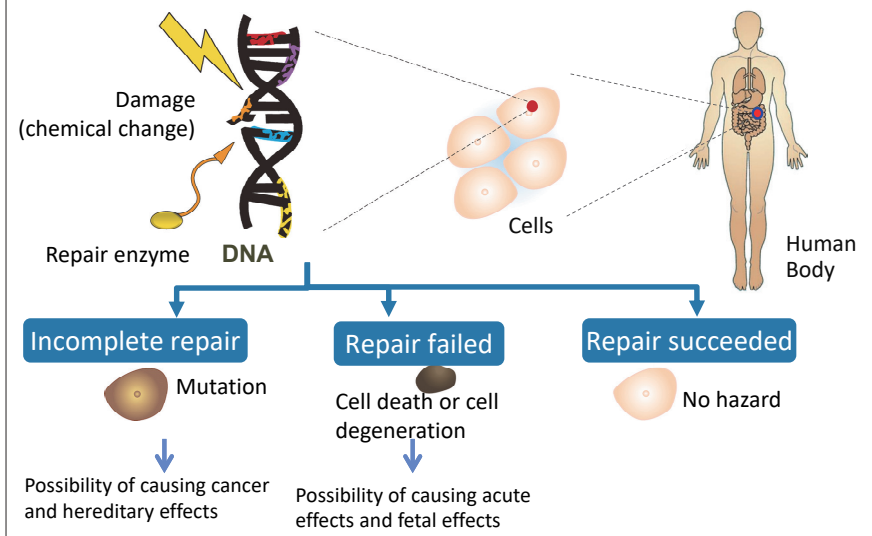 Damage
(chemical change)
Repair enzyme
DNA
Cells
Human
Body
Incomplete repair
Repair failed
Repair succeeded
Mutation
Cell death or cell
degeneration
No hazard
Possibility of causing cancer
and hereditary effects
Possibility of causing acute
effects and fetal effects